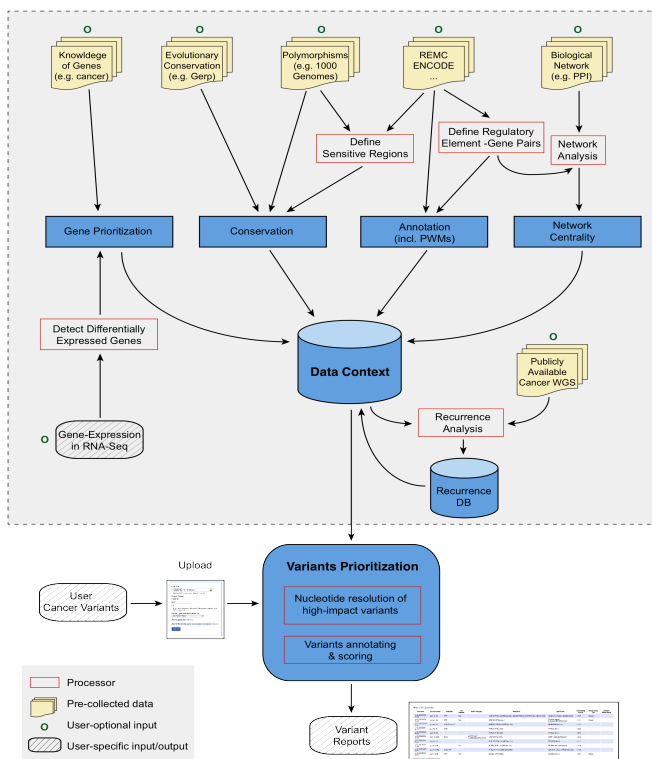 O O O O O
Knowldege
of Genes
(e.g. cancer)
Evolutionary
Conservation
(e.g. Gerp)
Polymorphisms
(e.g. 1000
Genomes)
REMC
ENCODE
...
Biological
Network
(e.g. PPI)
Define
Sensitive Regions
Define Regulatory
Element -Gene Pairs
Network
Analysis
Gene Prioritization
Conservation
Annotation
(incl. PWMs)
Network
Centrality
Detect Differentially
Expressed Genes
Data Context
O
Publicly
Available
Cancer WGS
O
Gene-Expression
in RNA-Seq
Recurrence
Analysis
Recurrence
DB
Upload
User
Cancer Variants
Variants Prioritization
Nucleotide resolution of
high-impact variants
Variants annotating
& scoring
Processor
Pre-collected data
O User-optional input
User-specific input/output
Variant
Reports